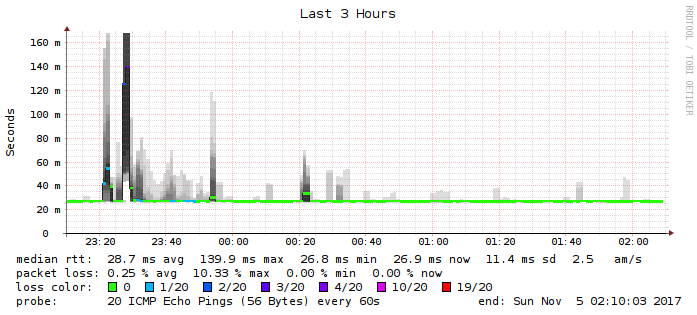 Last 3 Hours
RRDTOOL / TOBI OETIKER
Seconds
160 m
140 m
120 m
100 m
80 m
60 m
40 m
20 m
0
23:20 23:40 00:00 00:20 00:40 01:00 01:20 01:40 02:00
median rtt: 28.7 ms avg 139.9 ms max 26.8 ms min 26.9 ms now 11.4 ms sd 2.5 am/s
packet loss: 0.25 % avg 10.33 % max 0.00 % min 0.00 % now
loss color: 0 1/20 2/20 3/20 4/20 10/20 19/20
probe: 20 ICMP Echo Pings (56 Bytes) every 60s end: Sun Nov 5 02:10:03 2017